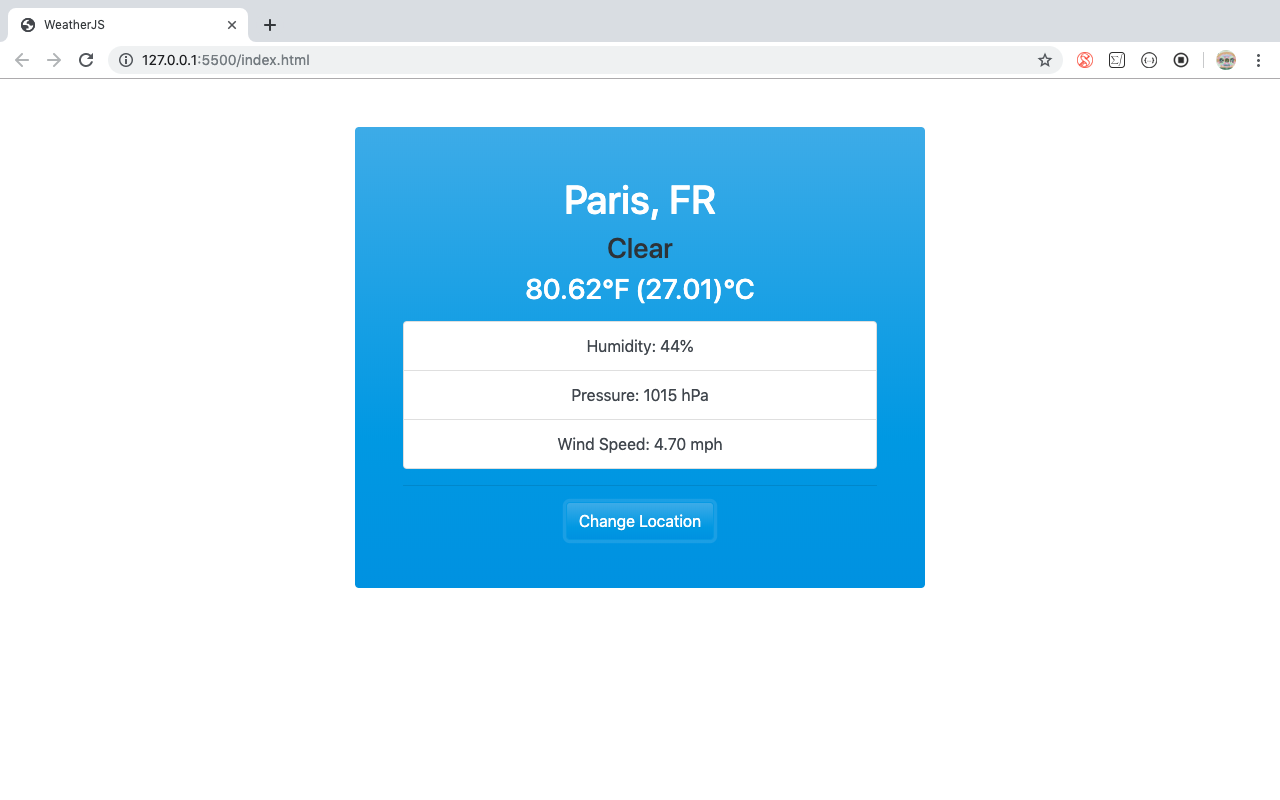 WeatherJS
127.0.0.1:5500/index.html
Paris, FR
Clear
80.62°F (27.01)°C
Humidity: 44%
Pressure: 1015 hPa
Wind Speed: 4.70 mph
Change Location